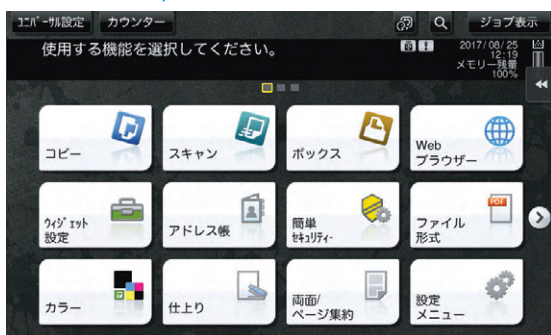 ﾕﾆﾊﾞｰｻﾙ設定 カウンター ジョブ表示
使用する機能を選択してください。
2017/08/25
12:19
メモリー残量
100%
コピー
スキャン
ボックス
Web
ブラウザー
ｳｨｼﾞｪｯﾄ
設定
アドレス帳
簡単
ｾｷｭﾘﾃｨｰ
PDF
ファイル
形式
カラー
仕上り
両面/
ページ集約
設定
メニュー